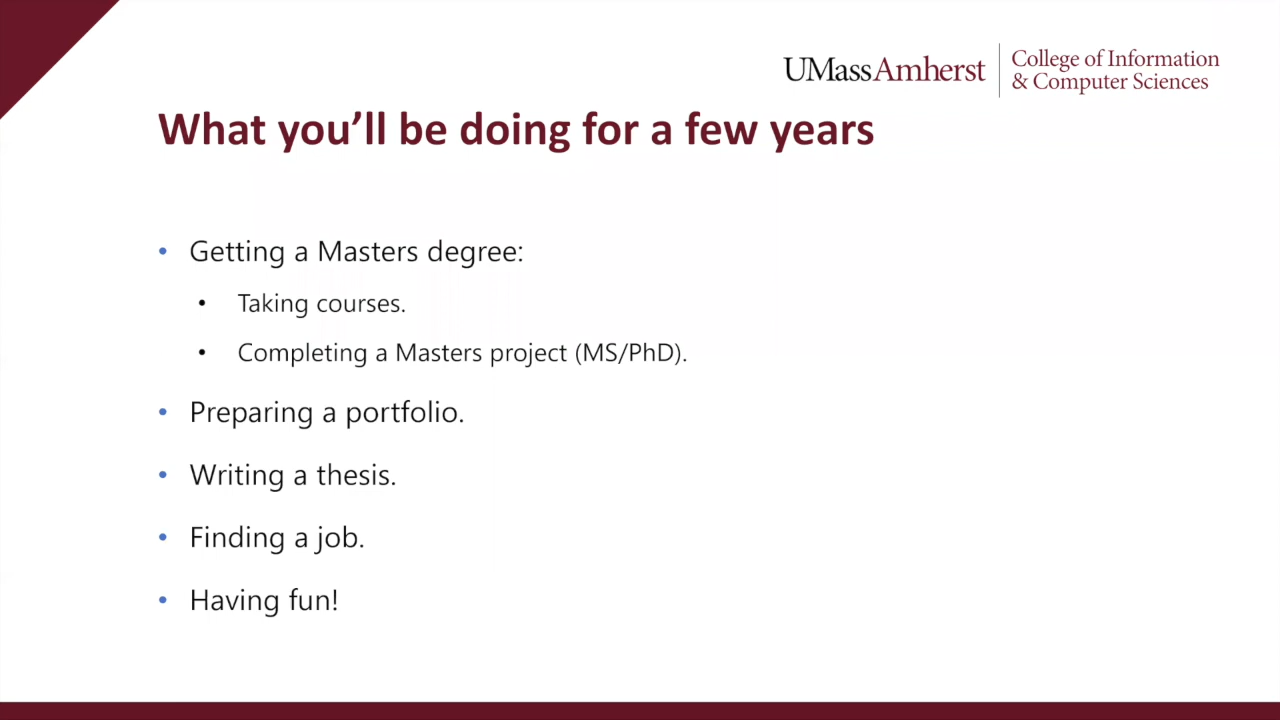 UMassAmherst
College of Information
& Computer Sciences
What you’ll be doing for a few years
• Getting a Masters degree:
• Taking courses.
• Completing a Masters project (MS/PhD).
• Preparing a portfolio.
• Writing a thesis.
• Finding a job.
• Having fun!